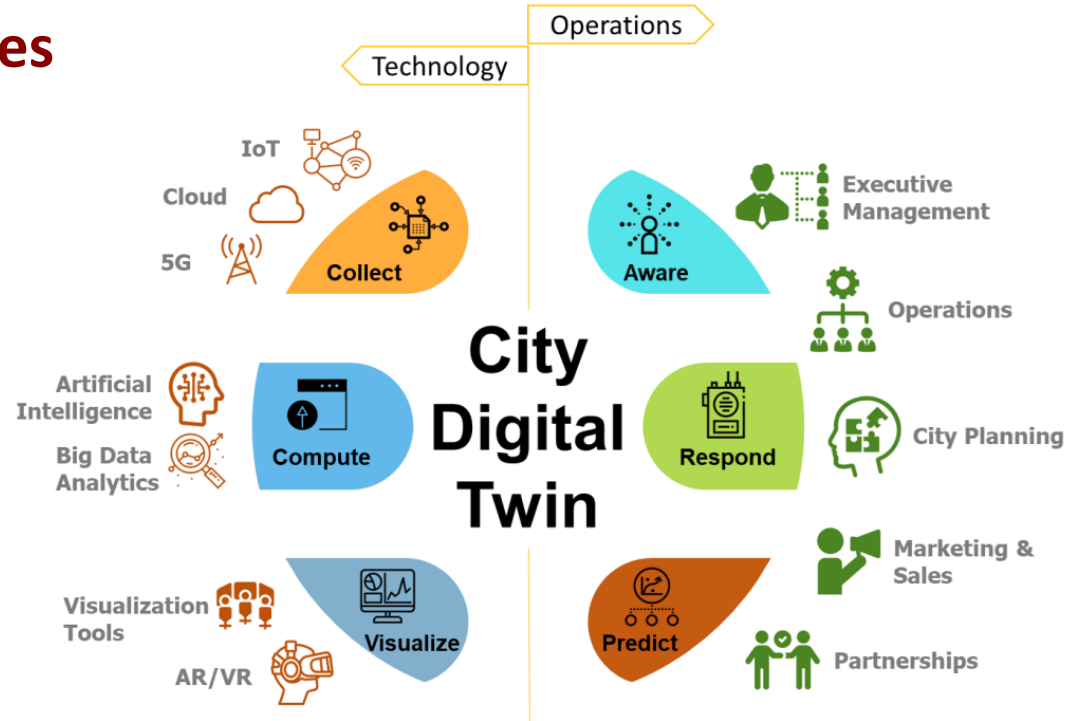 es
Operations
Technology
IoT
Cloud
5G
Collect
Artificial
Intelligence
Big Data
Analytics
Compute
Visualization
Tools
AR/VR
Visualize
City
Digital
Twin
Aware
Executive
Management
Operations
Respond
City Planning
Predict
Marketing &
Sales
Partnerships